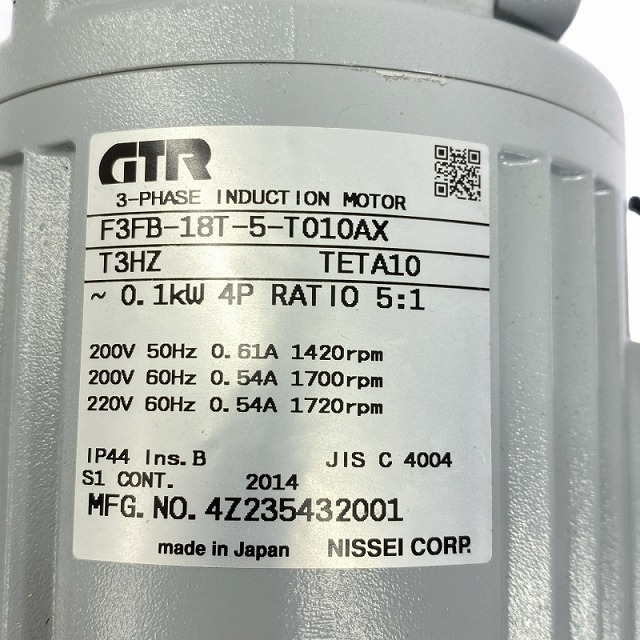 GTR
3-PHASE INDUCTION MOTOR
F3FB-18T-5-T010AX
T3HZ TETA10
~ 0.1kW 4P RATIO 5:1
200V 50Hz 0.61A 1420rpm
200V 60Hz 0.54A 1700rpm
220V 60Hz 0.54A 1720rpm
IP44 Ins.B JIS C 4004
S1 CONT. 2014
MFG.NO. 4Z235432001
made in Japan NISSEI CORP.